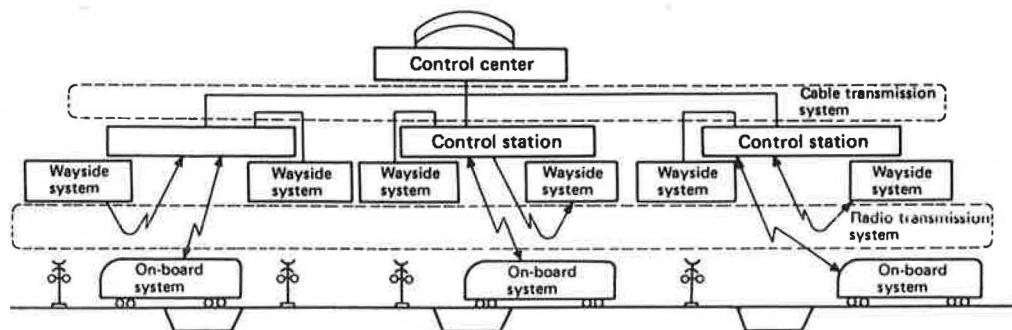 Control center
Cable transmission
system
Control station
Control station
Wayside
system
Wayside
system
Wayside
system
Wayside
system
Wayside
system
Wayside
system
Radio transmission
system
On-board
system
On-board
system
On-board
system